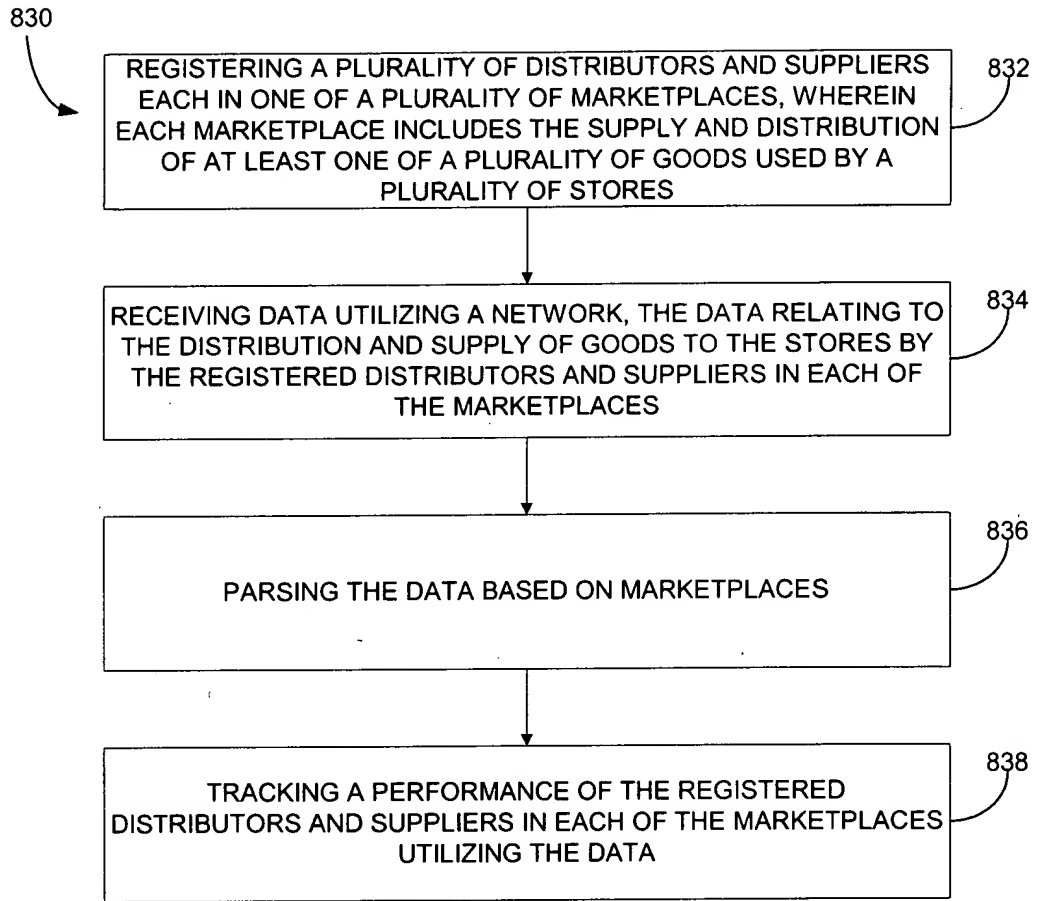 830
REGISTERING A PLURALITY OF DISTRIBUTORS AND SUPPLIERS
EACH IN ONE OF A PLURALITY OF MARKETPLACES, WHEREIN
EACH MARKETPLACE INCLUDES THE SUPPLY AND DISTRIBUTION
OF AT LEAST ONE OF A PLURALITY OF GOODS USED BY A
PLURALITY OF STORES
832
RECEIVING DATA UTILIZING A NETWORK, THE DATA RELATING TO
THE DISTRIBUTION AND SUPPLY OF GOODS TO THE STORES BY
THE REGISTERED DISTRIBUTORS AND SUPPLIERS IN EACH OF
THE MARKETPLACES
834
PARSING THE DATA BASED ON MARKETPLACES
836
TRACKING A PERFORMANCE OF THE REGISTERED
DISTRIBUTORS AND SUPPLIERS IN EACH OF THE MARKETPLACES
UTILIZING THE DATA
838